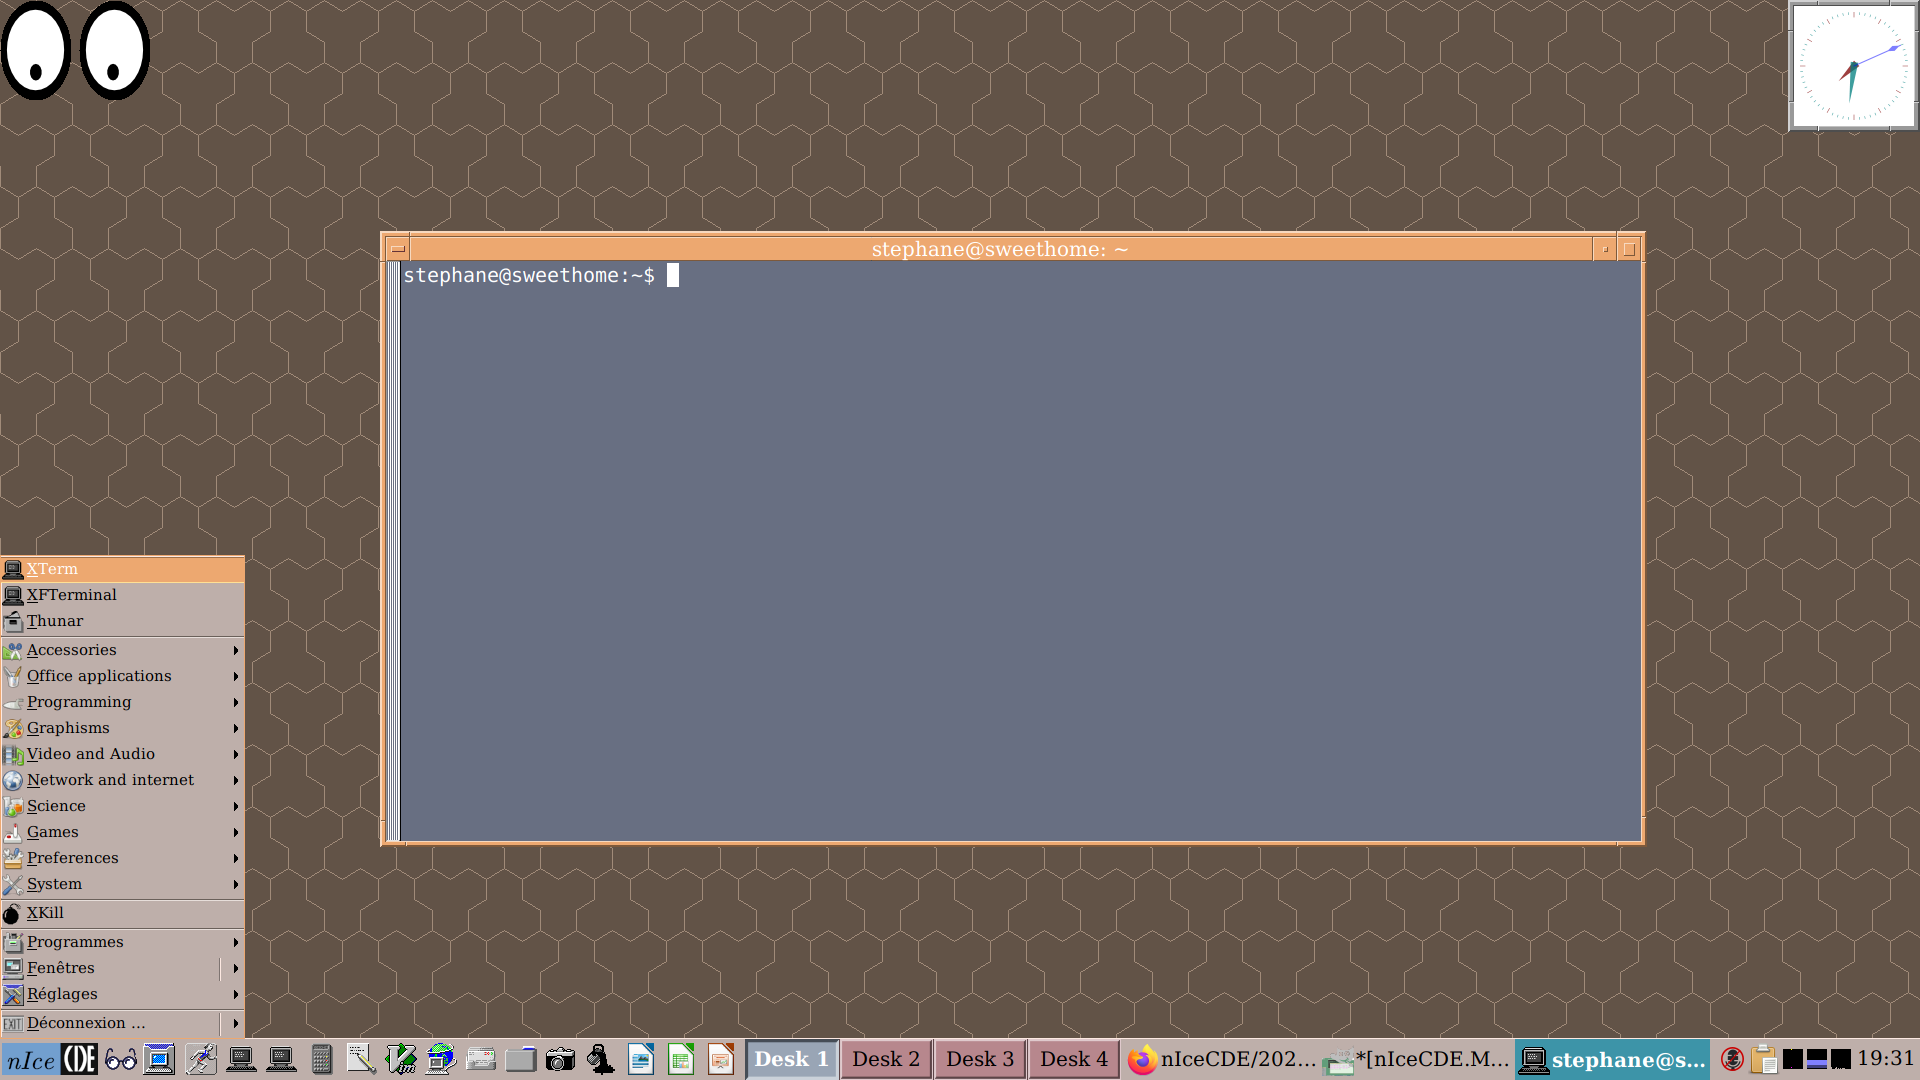 stephane@sweethome: ~
stephane@sweethome:~$
XTerm
XFTerminal
Thunar
Accessories
Office applications
Programming
Graphisms
Video and Audio
Network and internet
Science
Games
Preferences
System
XKill
Programmes
Fenêtres
Réglages
EXIT Déconnexion ...
nIce CDE Desk 1 Desk 2 Desk 3 Desk 4 nIceCDE/202... *[nIceCDE.M... stephane@s... 19:31